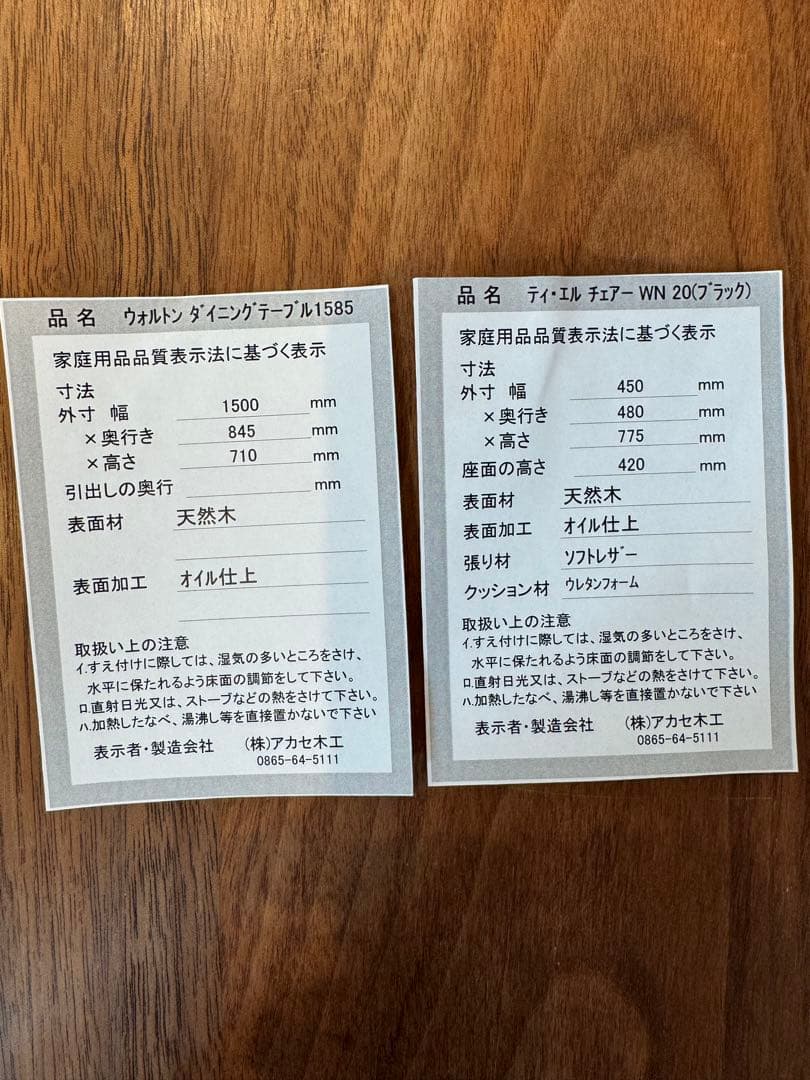 品名 ウォルトン ダイニングテーブル1585
家庭用品品質表示法に基づく表示
寸法
外寸 幅 1500 mm
×奥行き 845 mm
×高さ 710 mm
引出しの奥行 mm
表面材 天然木
表面加工 オイル仕上
取扱い上の注意
イ.すえ付けに際しては、湿気の多いところをさけ、
水平に保たれるよう床面の調節をして下さい。
ロ.直射日光又は、ストーブなどの熱をさけて下さい。
ハ.加熱したなべ、湯沸し等を直接置かないで下さい
表示者・製造会社 (株)アカセ木工
0865-64-5111
品名 ティ・エル チェアー WN 20(ブラック)
家庭用品品質表示法に基づく表示
寸法
外寸 幅 450 mm
×奥行き 480 mm
×高さ 775 mm
座面の高さ 420 mm
表面材 天然木
表面加工 オイル仕上
張り材 ソフトレザー
クッション材 ウレタンフォーム
取扱い上の注意
イ.すえ付けに際しては、湿気の多いところをさけ、
水平に保たれるよう床面の調節をして下さい。
ロ.直射日光又は、ストーブなどの熱をさけて下さい。
ハ.加熱したなべ、湯沸し等を直接置かないで下さい
表示者・製造会社 (株)アカセ木工
0865-64-5111